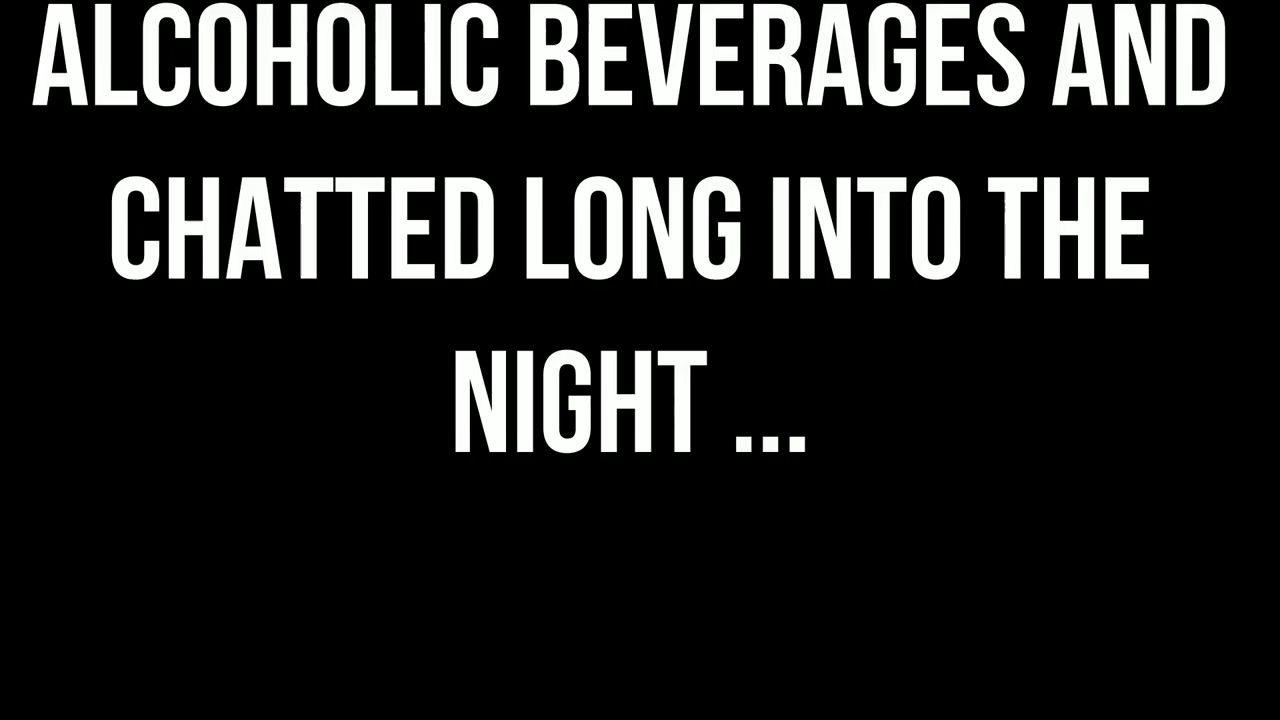 ALCOHOLIC BEVERAGES AND
CHATTED LONG INTO THE
NIGHT ...